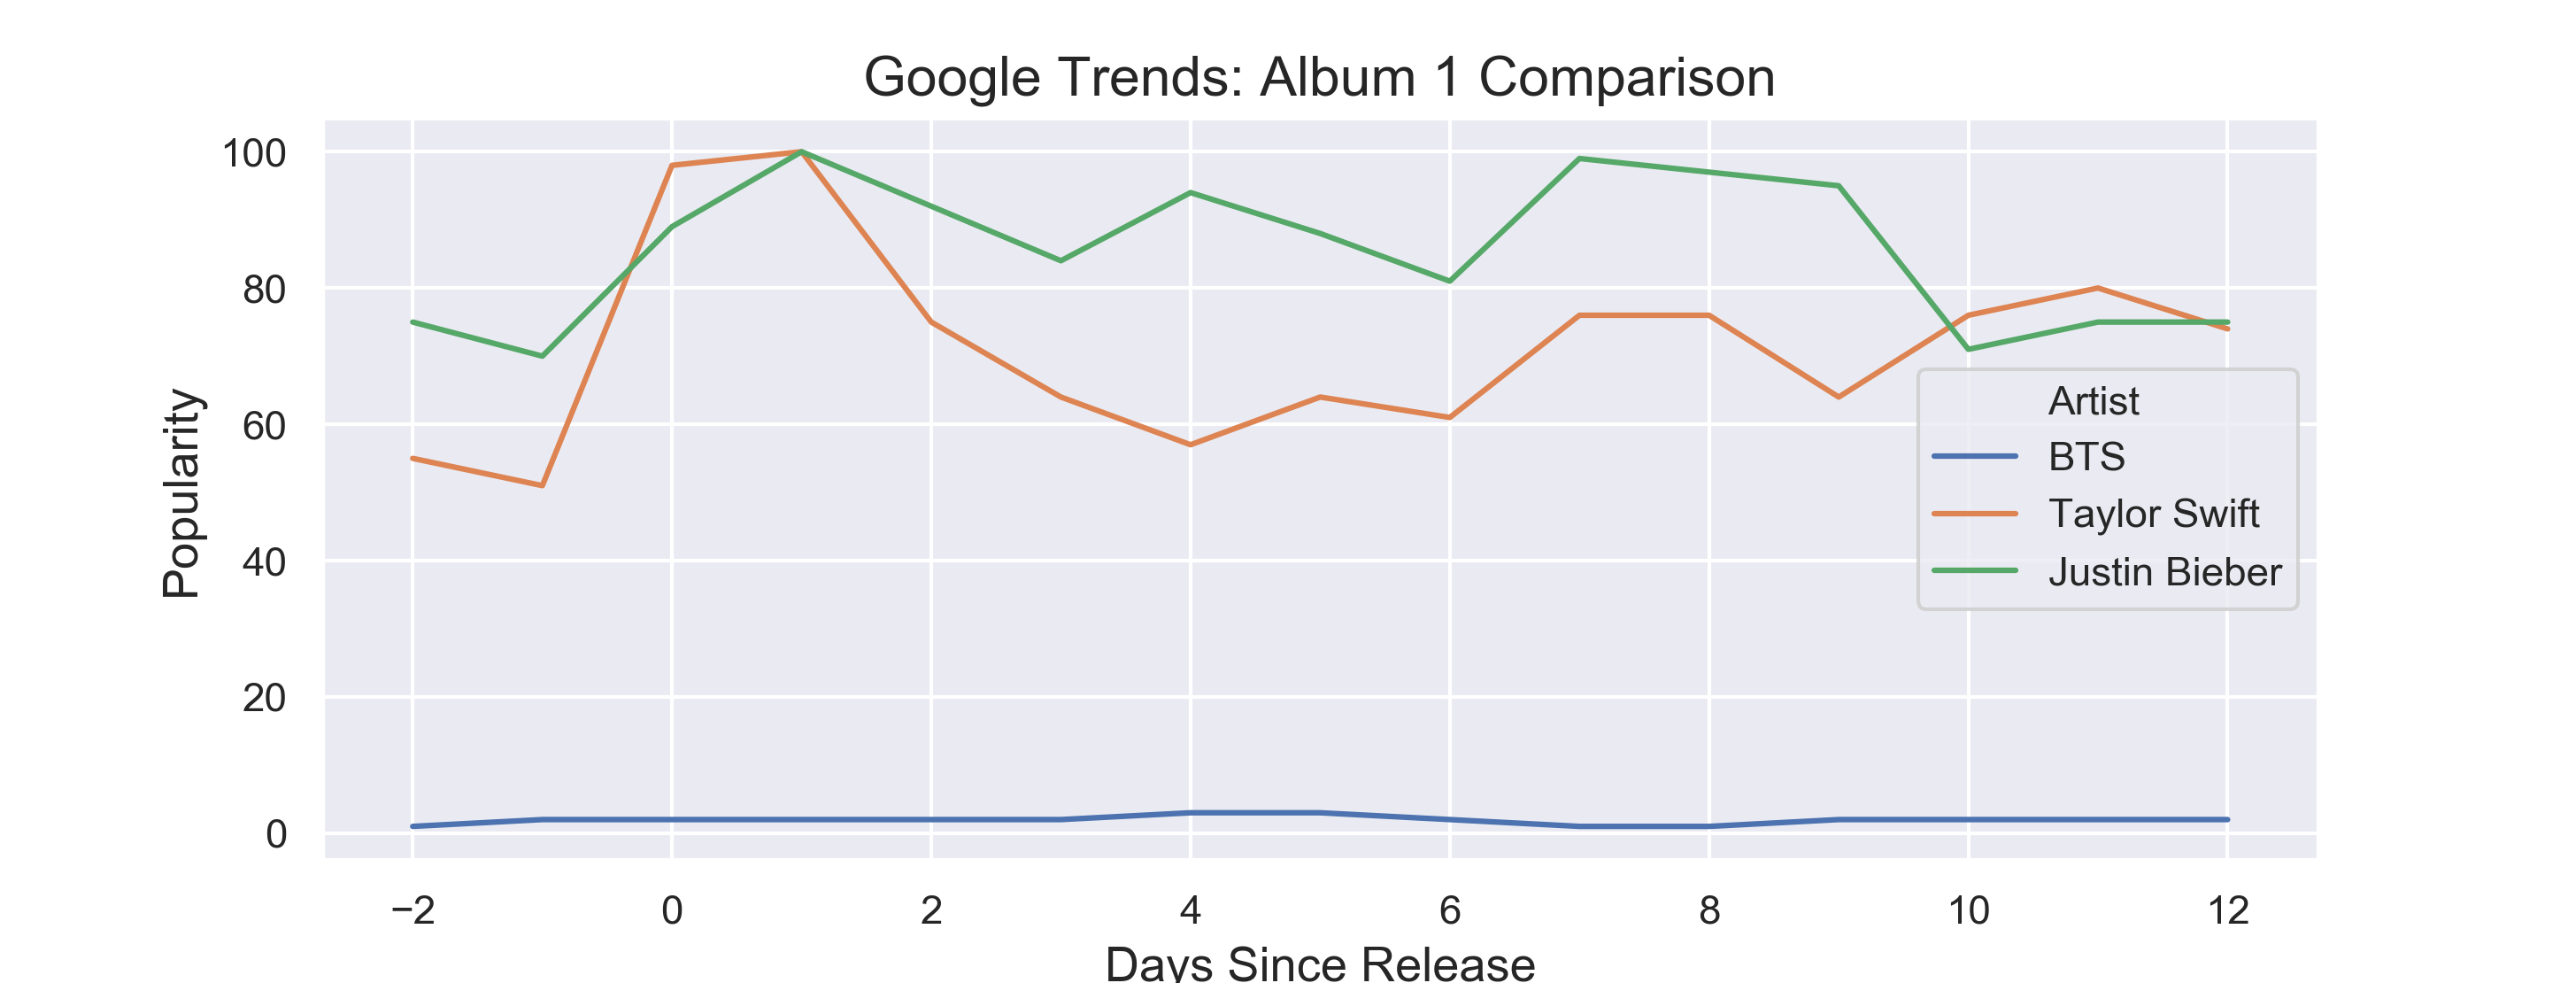 Google Trends: Album 1 Comparison
100
80
60
40
20
0
Popularity
−2 0 2 4 6 8 10 12
Days Since Release
Artist
BTS
Taylor Swift
Justin Bieber